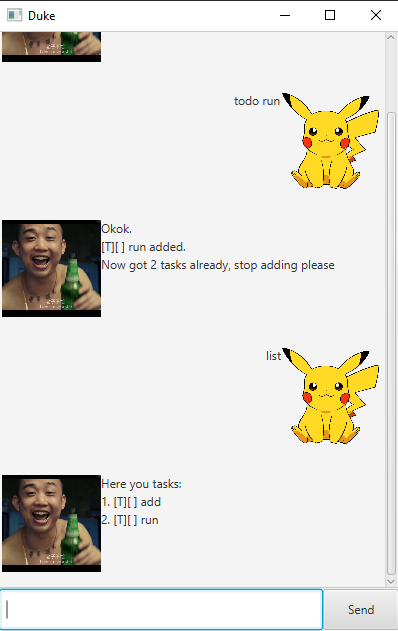 Duke
todo run
Okok.
[T][ ] run added.
Now got 2 tasks already, stop adding please
list
Here you tasks:
1. [T][ ] add
2. [T][ ] run
Send